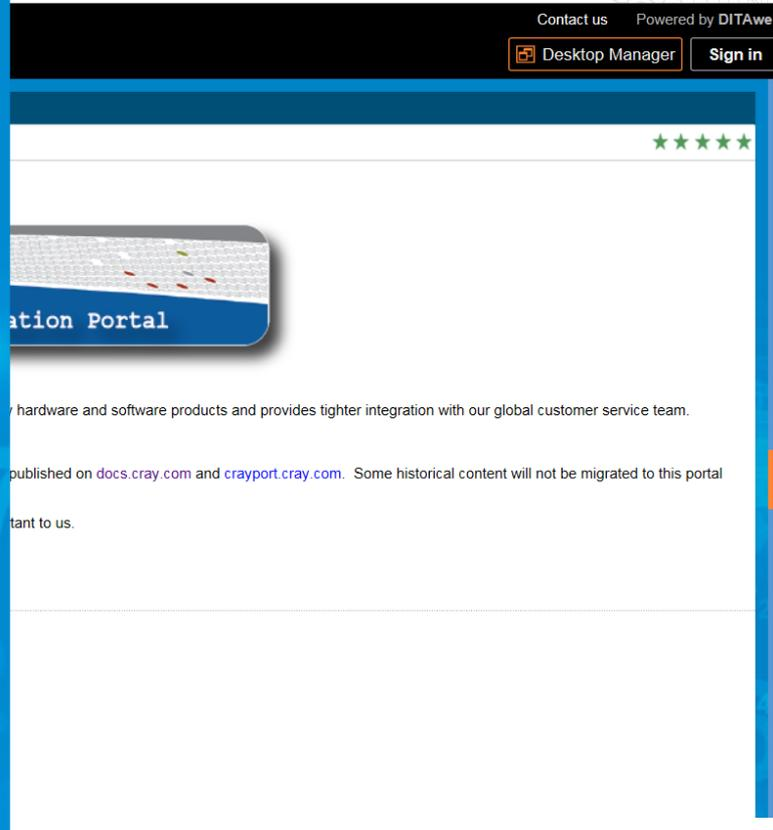 Contact us Powered by DITAwe
Desktop Manager Sign in
ation Portal
hardware and software products and provides tighter integration with our global customer service team.
published on docs.cray.com and crayport.cray.com. Some historical content will not be migrated to this portal
tant to us.